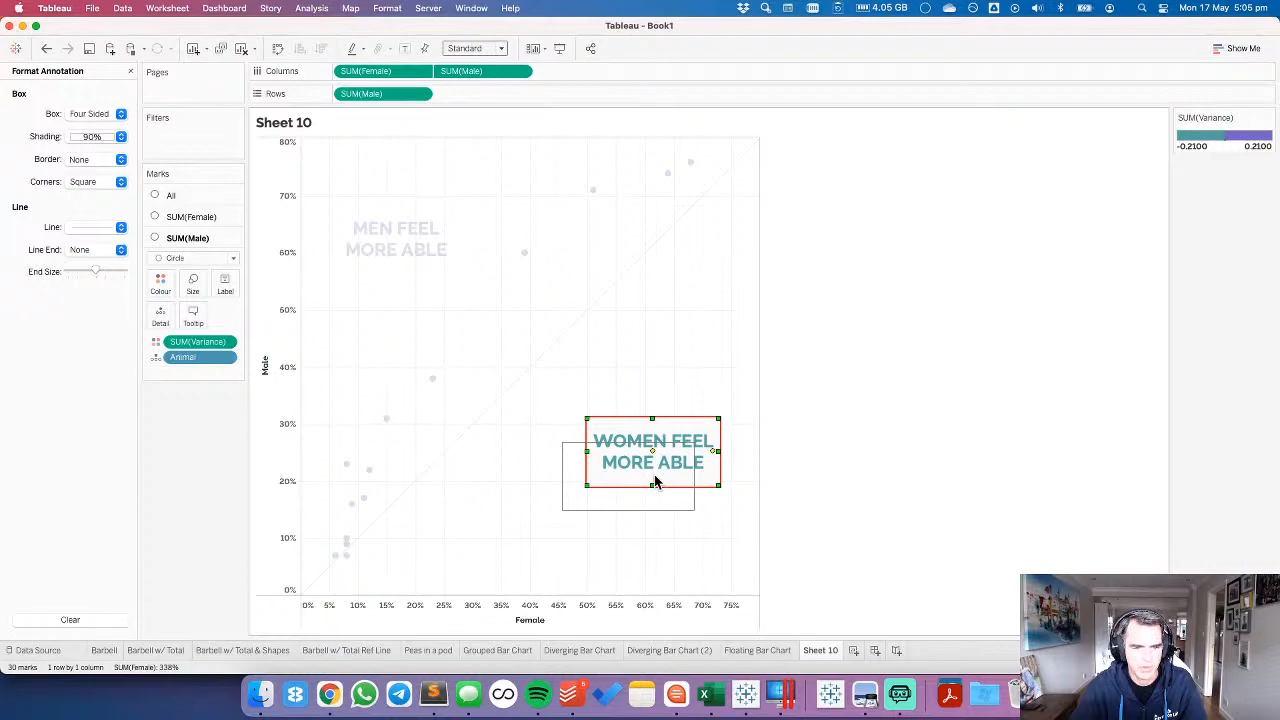 Tableau File Data Worksheet Dashboard Story Analysis Map Format Server Window Help 4.05 GB Mon 17 May 5:05 pm
Tableau - Book1
Standard Show Me
Format Annotation
Box
Box: Four Sided
Shading: 90%
Border: None
Corners: Square
Line
Line:
Line End: None
End Size:
Clear
Pages
Filters
Marks
All
SUM(Female)
SUM(Male)
Circle
Colour Size Label
Detail Tooltip
SUM(Variance)
Animal
Columns SUM(Female) SUM(Male)
Rows SUM(Male)
Sheet 10
80%
70%
60%
50%
40%
30%
20%
10%
0%
Male
MEN FEEL
MORE ABLE
WOMEN FEEL
MORE ABLE
0% 5% 10% 15% 20% 25% 30% 35% 40% 45% 50% 55% 60% 65% 70% 75%
Female
SUM(Variance)
-0.2100 0.2100
Data Source Barbell Barbell w/ Total Barbell w/ Total & Shapes Barbell w/ Total Ref Line Peas in a pod Grouped Bar Chart Diverging Bar Chart Diverging Bar Chart (2) Floating Bar Chart Sheet 10
30 marks 1 row by 1 column SUM(Female): 338%